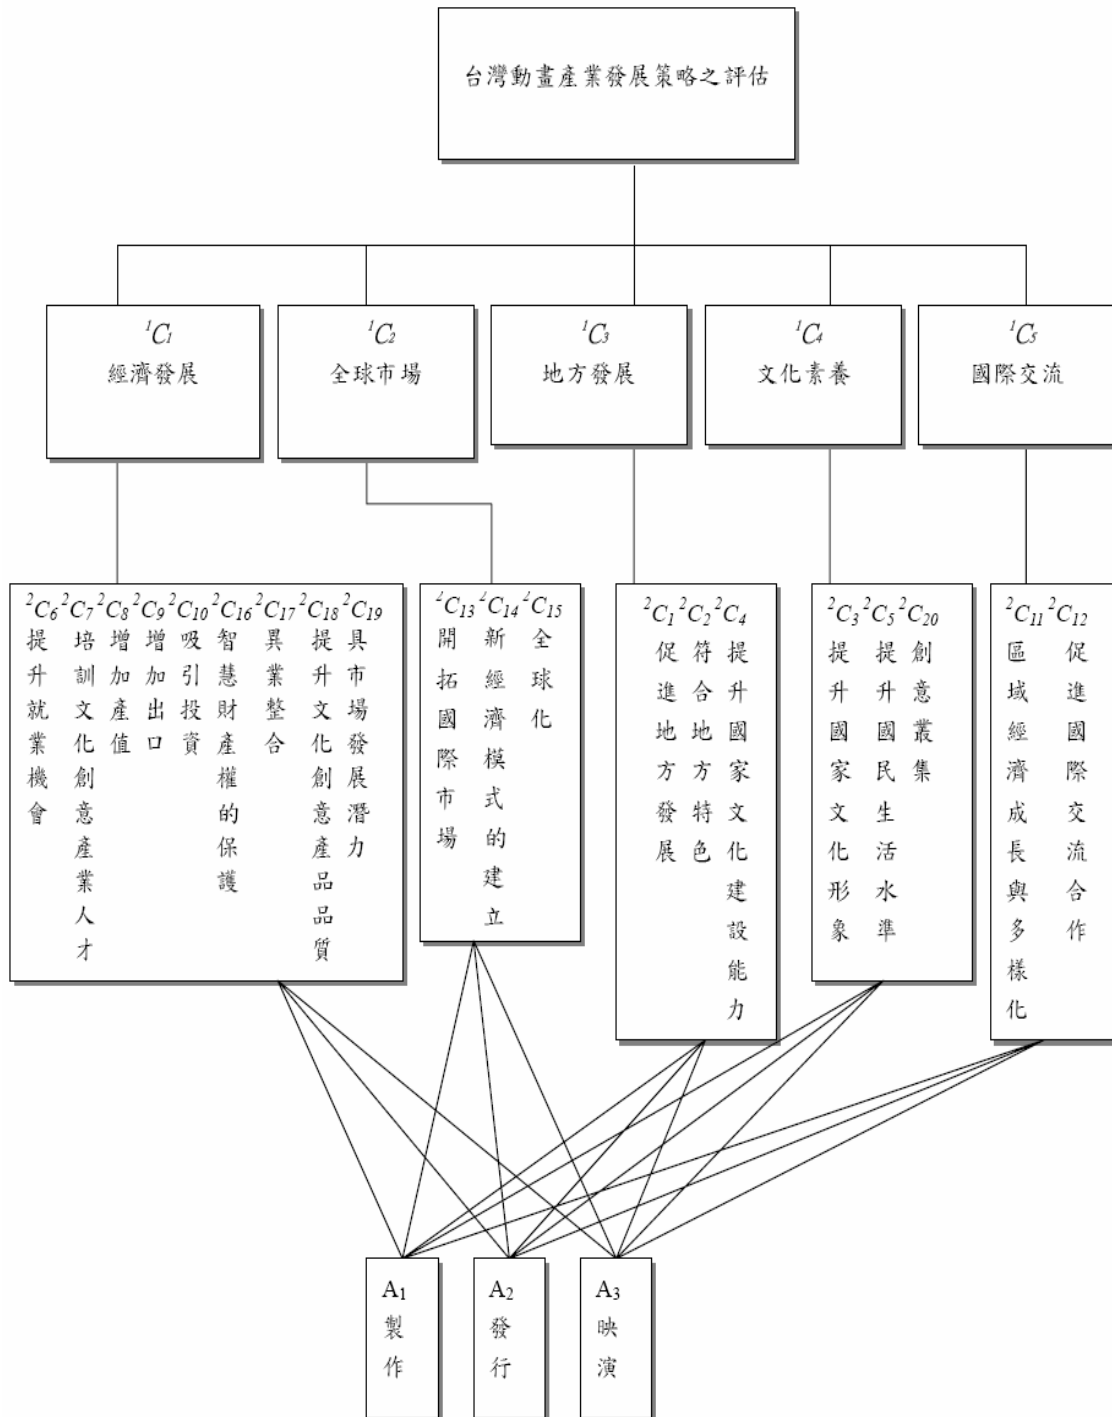 台灣動畫產業發展策略之評估
¹C₁
經濟發展
¹C₂
全球市場
¹C₃
地方發展
¹C₄
文化素養
¹C₅
國際交流
²C₆
提升就業機會
²C₇
培訓文化創意產業人才
²C₈
增加產值
²C₉
增加出口
²C₁₀
吸引投資
²C₁₆
智慧財產權的保護
²C₁₇
異業整合
²C₁₈
提升文化創意產品品質
²C₁₉
具市場發展潛力
²C₁₃
開拓國際市場
²C₁₄
新經濟模式的建立
²C₁₅
全球化
²C₁
促進地方發展
²C₂
符合地方特色
²C₄
提升國家文化建設能力
²C₃
提升國家文化形象
²C₅
提升國民生活水準
²C₂₀
創意叢集
²C₁₁
區域經濟成長與多樣化
²C₁₂
促進國際交流合作
A₁
製作
A₂
發行
A₃
映演